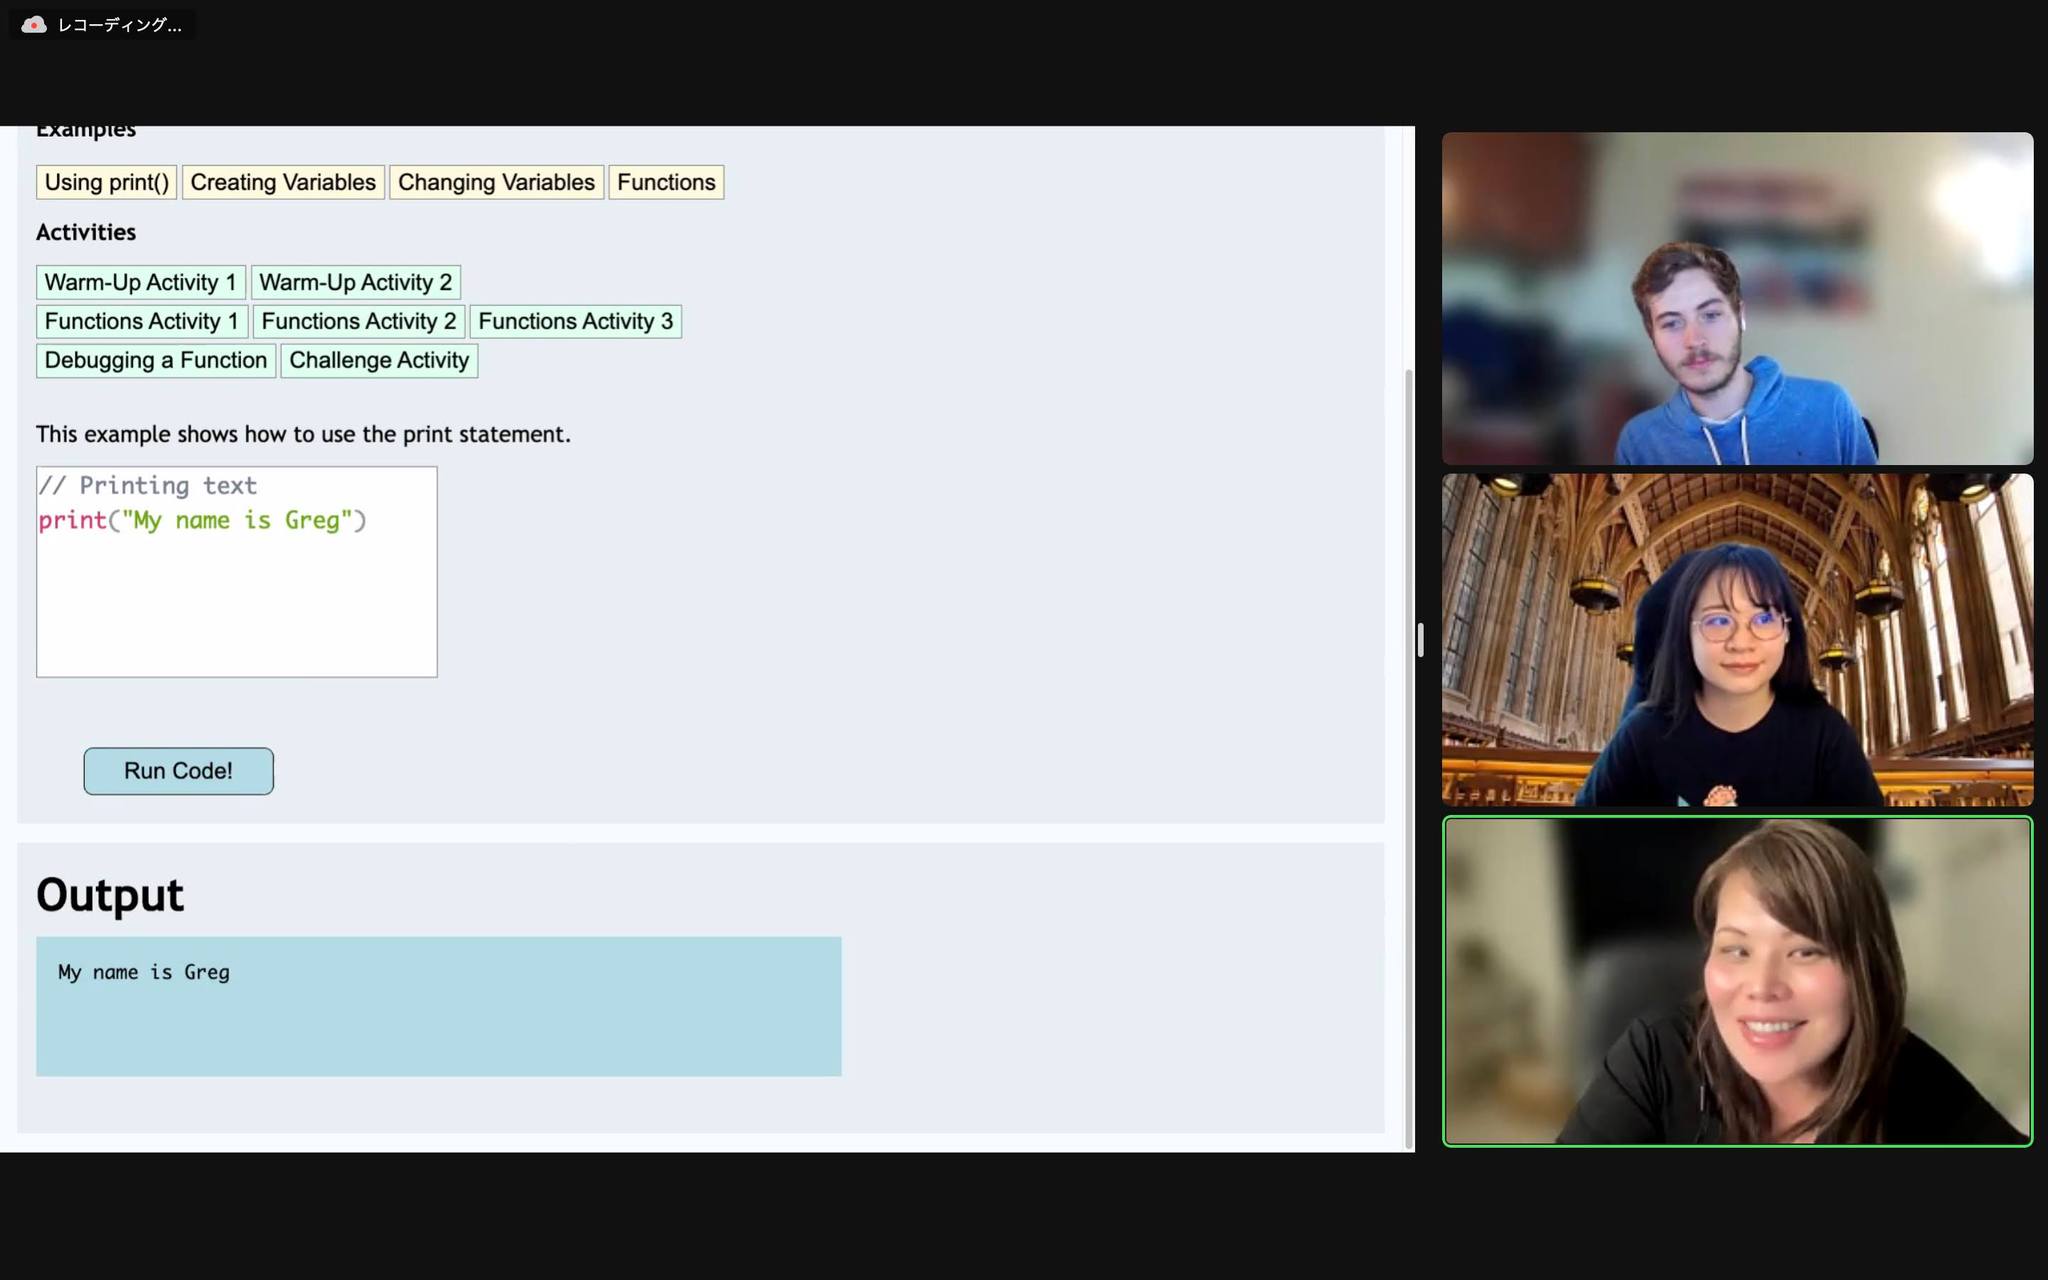 レコーディング...
Examples
Using print() Creating Variables Changing Variables Functions
Activities
Warm-Up Activity 1 Warm-Up Activity 2
Functions Activity 1 Functions Activity 2 Functions Activity 3
Debugging a Function Challenge Activity
This example shows how to use the print statement.
// Printing text
print("My name is Greg")
Run Code!
Output
My name is Greg